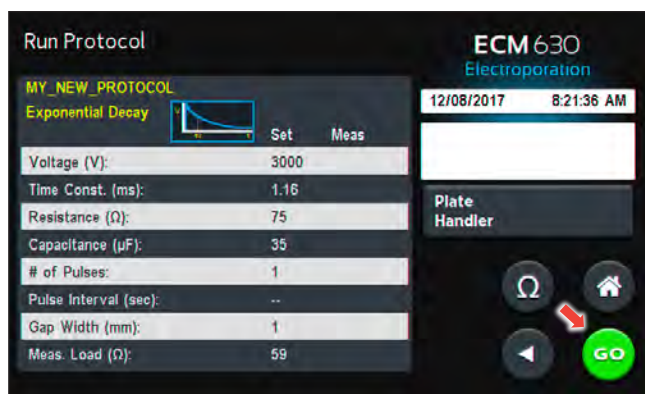 Run Protocol
ECM 630
Electroporation
MY_NEW_PROTOCOL
Exponential Decay
Set Meas
12/08/2017 8:21:36 AM
Voltage (V): 3000
Time Const. (ms): 1.16
Resistance (Ω): 75
Capacitance (µF): 35
# of Pulses: 1
Pulse Interval (sec): --
Gap Width (mm): 1
Meas. Load (Ω): 59
Plate
Handler
Ω
GO